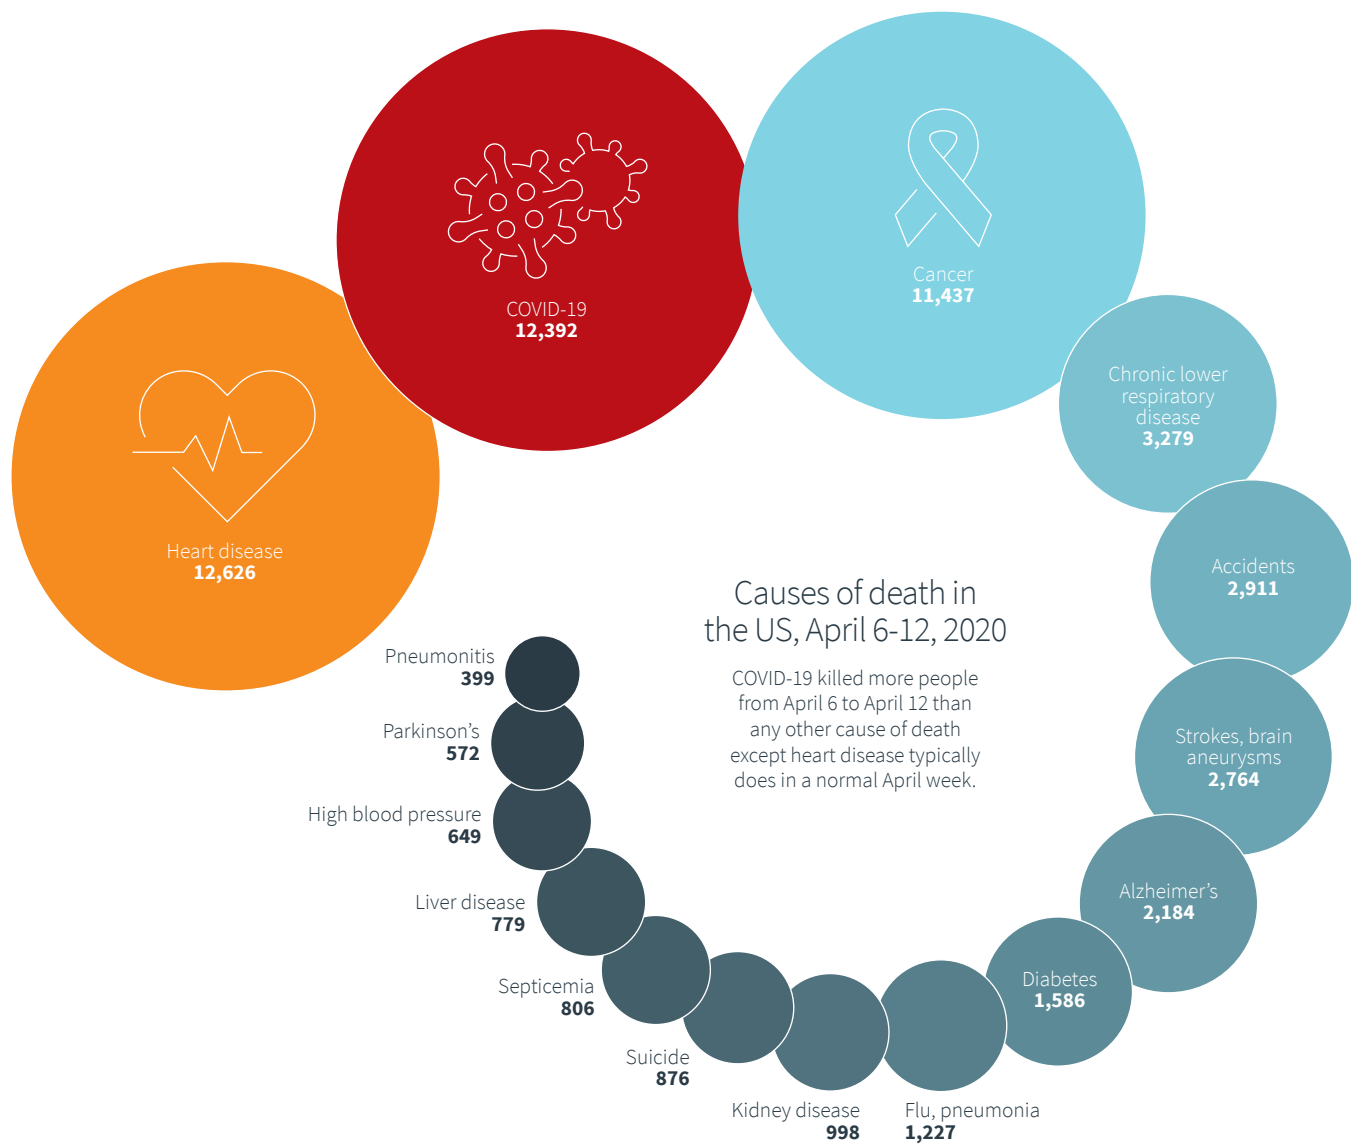 COVID-19
12,392
Cancer
11,437
Heart disease
12,626
Chronic lower
respiratory
disease
3,279
Accidents
2,911
Strokes, brain
aneurysms
2,764
Alzheimer’s
2,184
Diabetes
1,586
Flu, pneumonia
1,227
Kidney disease
998
Suicide
876
Septicemia
806
Liver disease
779
High blood pressure
649
Parkinson’s
572
Pneumonitis
399
Causes of death in
the US, April 6-12, 2020
COVID-19 killed more people
from April 6 to April 12 than
any other cause of death
except heart disease typically
does in a normal April week.